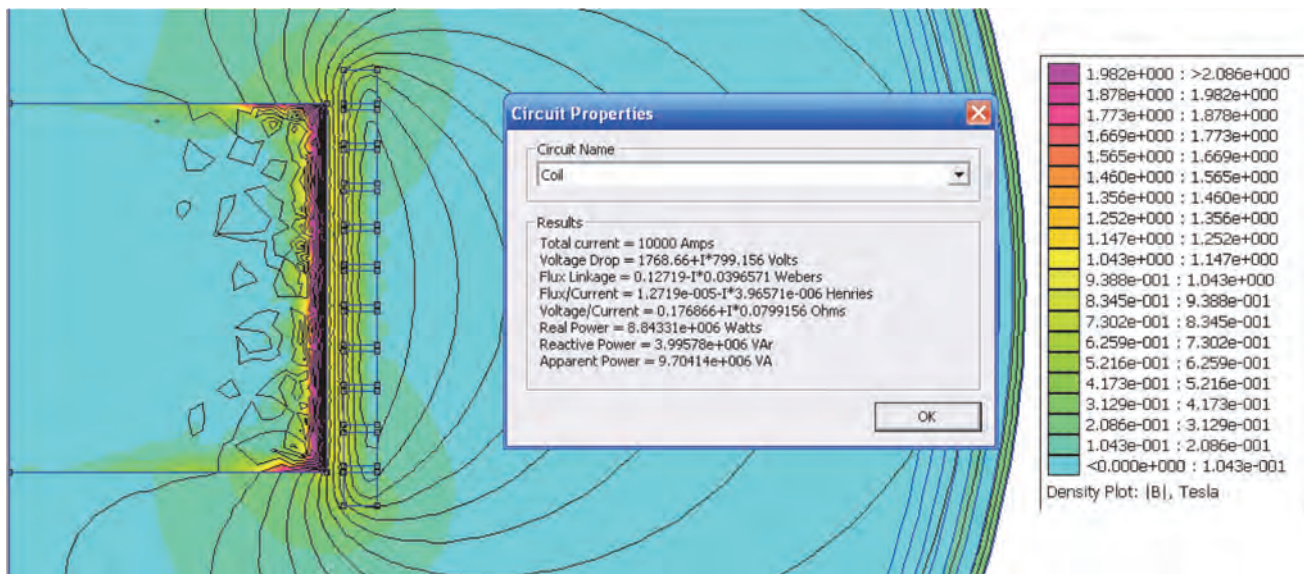 Circuit Properties
Circuit Name
Coil
Results
Total current = 10000 Amps
Voltage Drop = 1768.66+I*799.156 Volts
Flux Linkage = 0.12719-I*0.0396571 Webers
Flux/Current = 1.2719e-005-I*3.96571e-006 Henries
Voltage/Current = 0.176866+I*0.0799156 Ohms
Real Power = 8.84331e+006 Watts
Reactive Power = 3.99578e+006 VAr
Apparent Power = 9.70414e+006 VA
OK
1.982e+000 : >2.086e+000
1.878e+000 : 1.982e+000
1.773e+000 : 1.878e+000
1.669e+000 : 1.773e+000
1.565e+000 : 1.669e+000
1.460e+000 : 1.565e+000
1.356e+000 : 1.460e+000
1.252e+000 : 1.356e+000
1.147e+000 : 1.252e+000
1.043e+000 : 1.147e+000
9.388e-001 : 1.043e+000
8.345e-001 : 9.388e-001
7.302e-001 : 8.345e-001
6.259e-001 : 7.302e-001
5.216e-001 : 6.259e-001
4.173e-001 : 5.216e-001
3.129e-001 : 4.173e-001
2.086e-001 : 3.129e-001
1.043e-001 : 2.086e-001
<0.000e+000 : 1.043e-001
Density Plot: |B|, Tesla